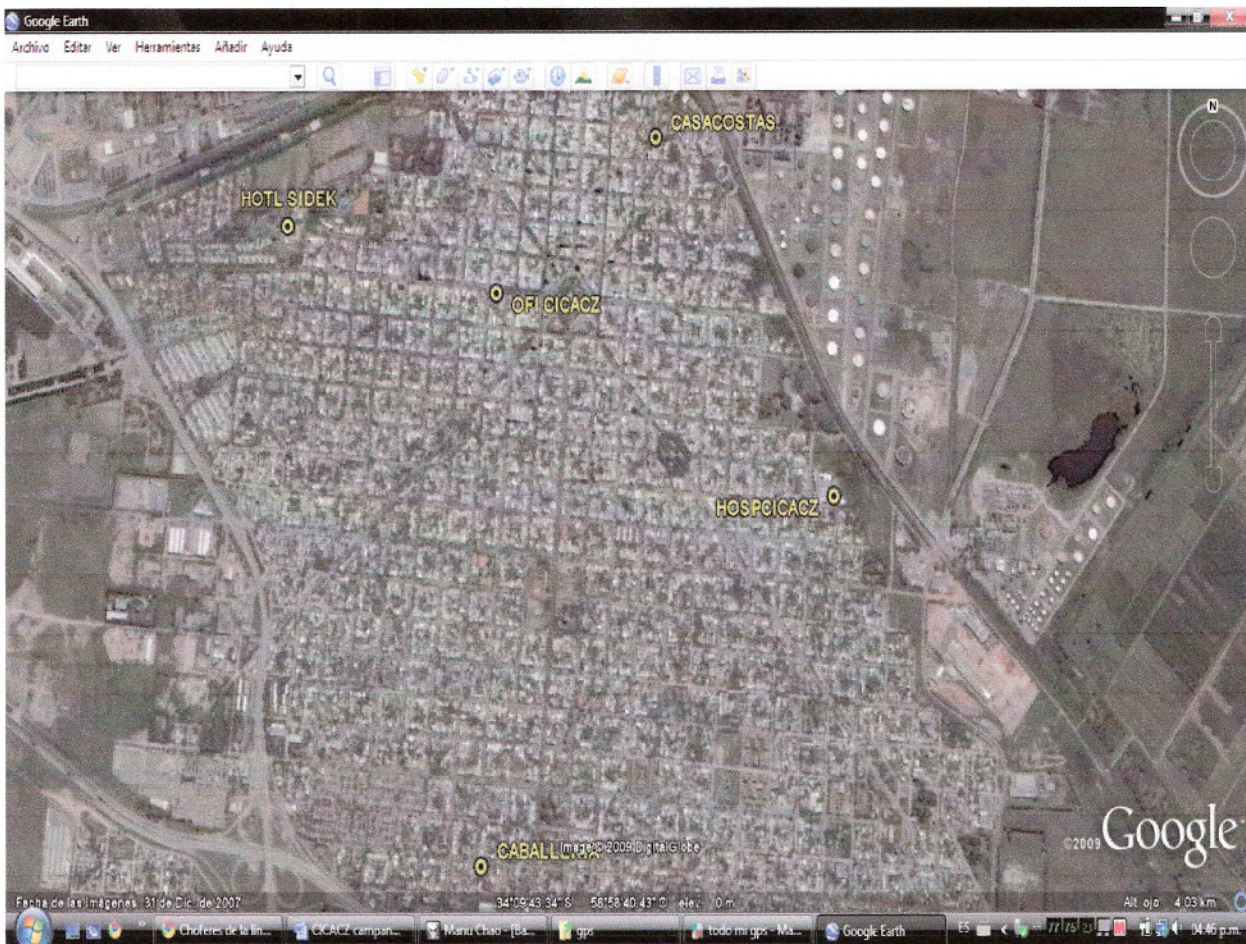 Google Earth
Archivo Editar Ver Herramientas Añadir Ayuda
N
CASACOSTAS
HOTL SIDEK
OFI CICACZ
HOSPCICACZ
CABALLERIA
Image © 2009 DigitalGlobe
©2009 Google
Fecha de las imágenes: 31 de Dic. de 2007 34°09'43.34" S 58°58'40.43" O elev. 0 m Alt. ojo 4.03 km
Choferes de la lín... CICACZ campan... Manu Chao - [Ba... gps todo mi gps - Ma... Google Earth ES 04:46 p.m.